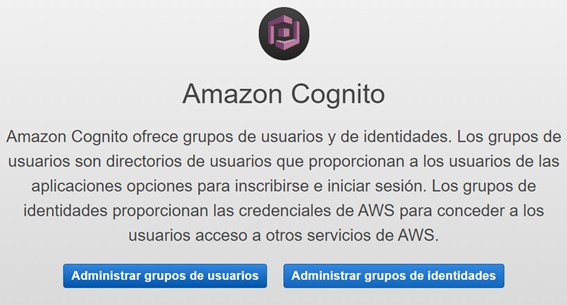 Amazon Cognito
Amazon Cognito ofrece grupos de usuarios y de identidades. Los grupos de
usuarios son directorios de usuarios que proporcionan a los usuarios de las
aplicaciones opciones para inscribirse e iniciar sesión. Los grupos de
identidades proporcionan las credenciales de AWS para conceder a los
usuarios acceso a otros servicios de AWS.
Administrar grupos de usuarios
Administrar grupos de identidades